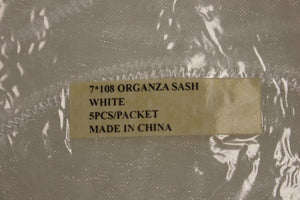 7*108 ORGANZA SASH
WHITE
5PCS/PACKET
MADE IN CHINA